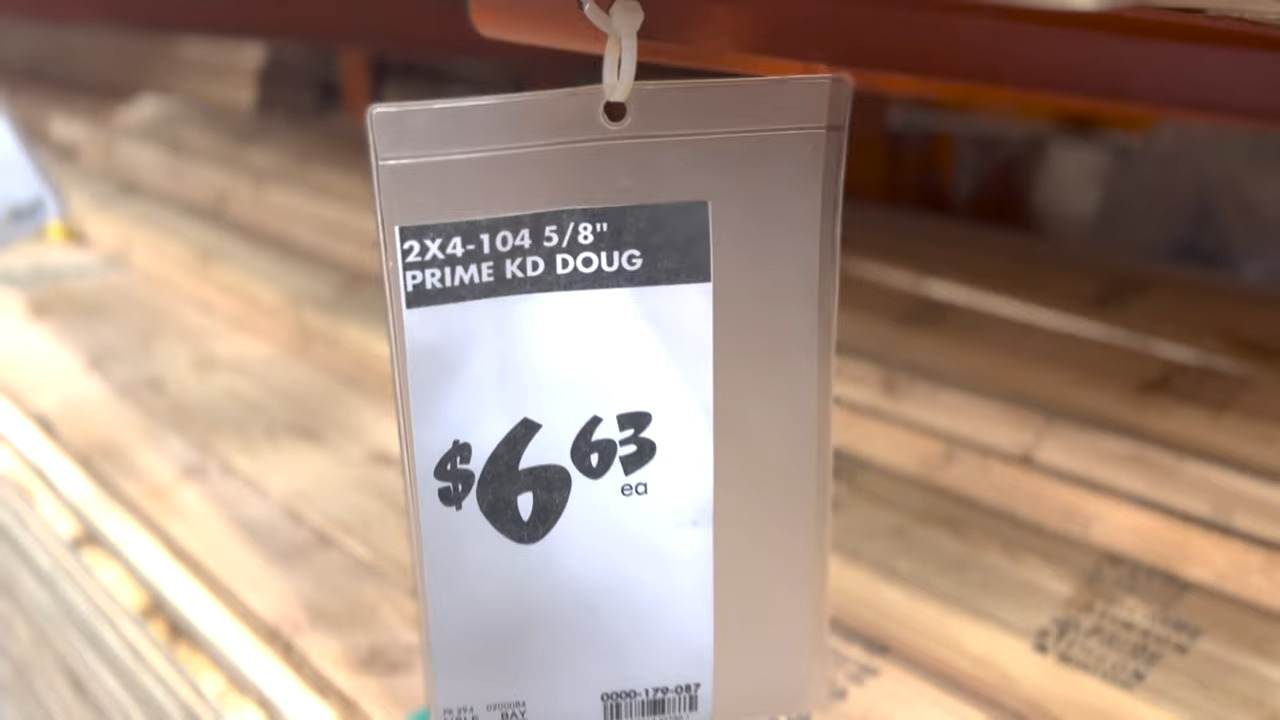 2X4-104 5/8"
PRIME KD DOUG
$6 63
ea
0000-179-087
BAY